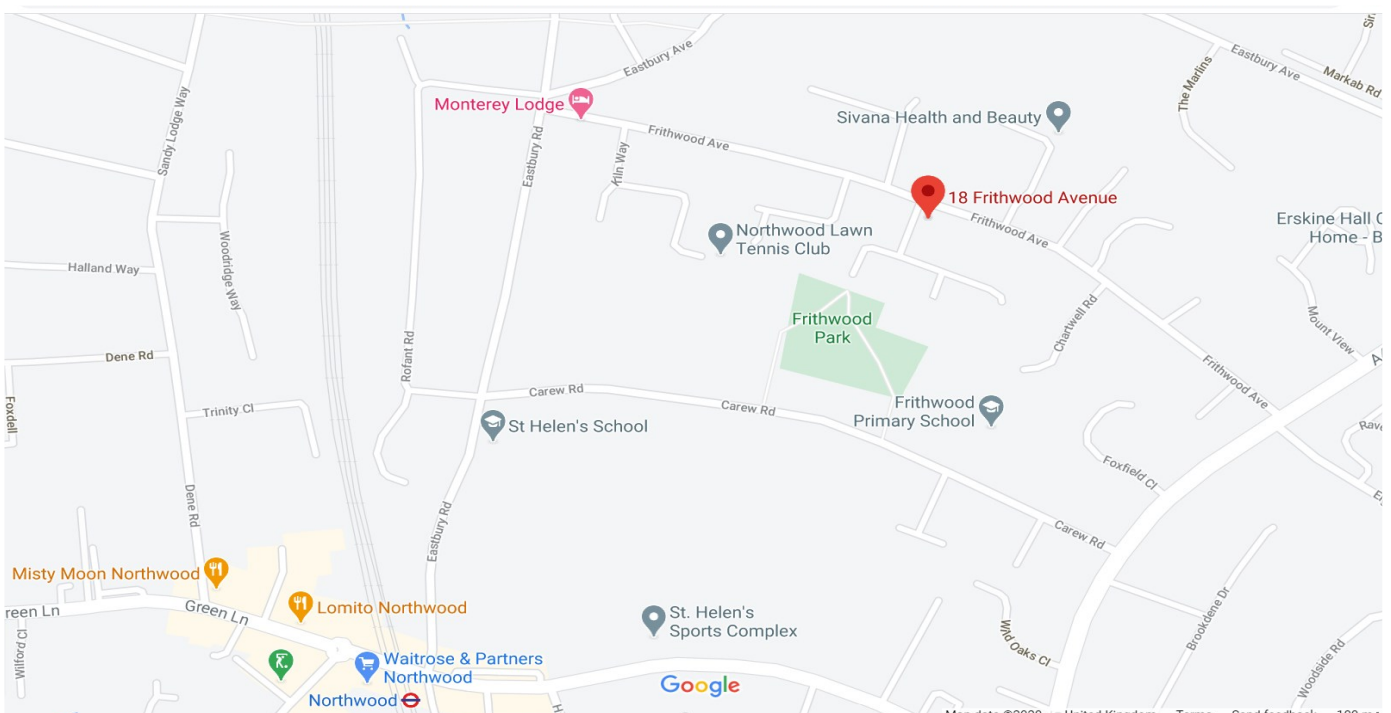 Eastbury Ave
Eastbury Ave
Markab Rd
The Marlins
Monterey Lodge
Sivana Health and Beauty
Sandy Lodge Way
Eastbury Rd
Frithwood Ave
Kiln Way
18 Frithwood Avenue
Frithwood Ave
Northwood Lawn
Tennis Club
Erskine Hall C
Home - B
Woodridge Way
Halland Way
Mount View
Frithwood
Park
Chartwell Rd
Rofant Rd
Dene Rd
Frithwood Ave
Foxdell
Trinity Cl
Carew Rd
Carew Rd
Frithwood
Primary School
St Helen's School
Foxfield Cl
Dene Rd
Eastbury Rd
Carew Rd
Misty Moon Northwood
reen Ln
Green Ln
Lomito Northwood
St. Helen's
Sports Complex
Wild Oaks Cl
Brookdene Dr
Wilford Cl
Woodside Rd
Waitrose & Partners
Northwood
Google
Northwood